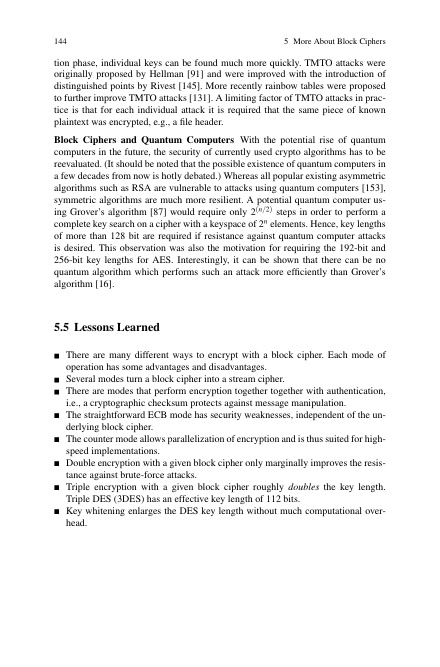 144 5 More About Block Ciphers
tion phase, individual keys can be found much more quickly. TMTO attacks were
originally proposed by Hellman [91] and were improved with the introduction of
distinguished points by Rivest [145]. More recently rainbow tables were proposed
to further improve TMTO attacks [131]. A limiting factor of TMTO attacks in prac-
tice is that for each individual attack it is required that the same piece of known
plaintext was encrypted, e.g., a file header.
Block Ciphers and Quantum Computers With the potential rise of quantum
computers in the future, the security of currently used crypto algorithms has to be
reevaluated. (It should be noted that the possible existence of quantum computers in
a few decades from now is hotly debated.) Whereas all popular existing asymmetric
algorithms such as RSA are vulnerable to attacks using quantum computers [153],
symmetric algorithms are much more resilient. A potential quantum computer us-
ing Grover's algorithm [87] would require only 2^(n/2) steps in order to perform a
complete key search on a cipher with a keyspace of 2^n elements. Hence, key lengths
of more than 128 bit are required if resistance against quantum computer attacks
is desired. This observation was also the motivation for requiring the 192-bit and
256-bit key lengths for AES. Interestingly, it can be shown that there can be no
quantum algorithm which performs such an attack more efficiently than Grover's
algorithm [16].
5.5 Lessons Learned
■ There are many different ways to encrypt with a block cipher. Each mode of
operation has some advantages and disadvantages.
■ Several modes turn a block cipher into a stream cipher.
■ There are modes that perform encryption together together with authentication,
i.e., a cryptographic checksum protects against message manipulation.
■ The straightforward ECB mode has security weaknesses, independent of the un-
derlying block cipher.
■ The counter mode allows parallelization of encryption and is thus suited for high-
speed implementations.
■ Double encryption with a given block cipher only marginally improves the resis-
tance against brute-force attacks.
■ Triple encryption with a given block cipher roughly doubles the key length.
Triple DES (3DES) has an effective key length of 112 bits.
■ Key whitening enlarges the DES key length without much computational over-
head.